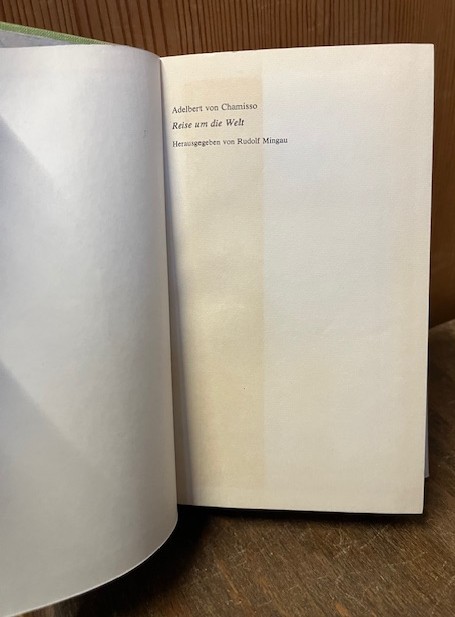 Adelbert von Chamisso
Reise um die Welt
Herausgegeben von Rudolf Mingau